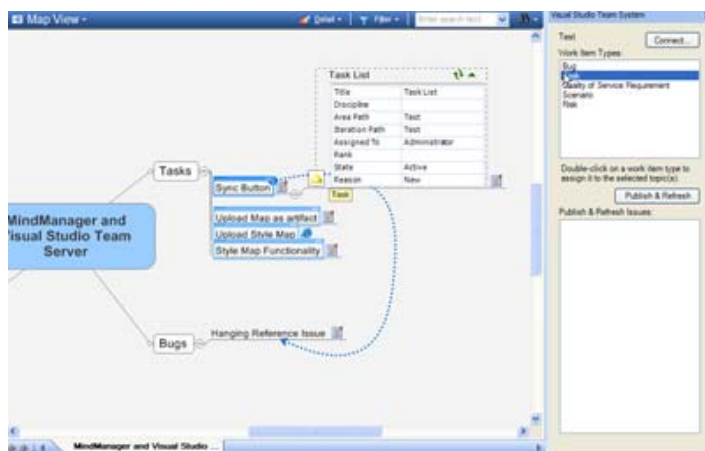 Map View
Detail
Filter
Enter search text
Visual Studio Team System
Test
Connect...
Work Item Types:
Bug
Quality of Service Requirement
Scenario
Risk
Double-click on a work item type to
assign it to the selected topic(s).
Publish & Refresh
Publish & Refresh Issues:
Task List
Title Task List
Discipline
Area Path Test
Iteration Path Test
Assigned To Administrator
Rank
State Active
Reason New
Task
Tasks
Sync Button
Upload Map as artifact
Upload Style Map
Style Map Functionality
MindManager and
Visual Studio Team
Server
Bugs
Hanging Reference Issue
MindManager and Visual Studio ...